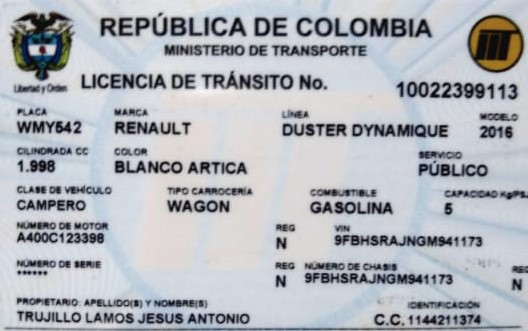 REPÚBLICA DE COLOMBIA
MINISTERIO DE TRANSPORTE
Libertad y Orden
LICENCIA DE TRÁNSITO No. 10022399113
PLACA MARCA LÍNEA MODELO
WMY542 RENAULT DUSTER DYNAMIQUE 2016
CILINDRADA CC COLOR SERVICIO
1.998 BLANCO ARTICA PÚBLICO
CLASE DE VEHÍCULO TIPO CARROCERÍA COMBUSTIBLE CAPACIDAD Kg/PSJ
CAMPERO WAGON GASOLINA 5
NÚMERO DE MOTOR REG VIN
A400C123398 N 9FBHSRAJNGM941173
NÚMERO DE SERIE REG NÚMERO DE CHASIS REG
****** N 9FBHSRAJNGM941173 N
PROPIETARIO: APELLIDO(S) Y NOMBRE(S) IDENTIFICACIÓN
TRUJILLO LAMOS JESUS ANTONIO C.C. 1144211374